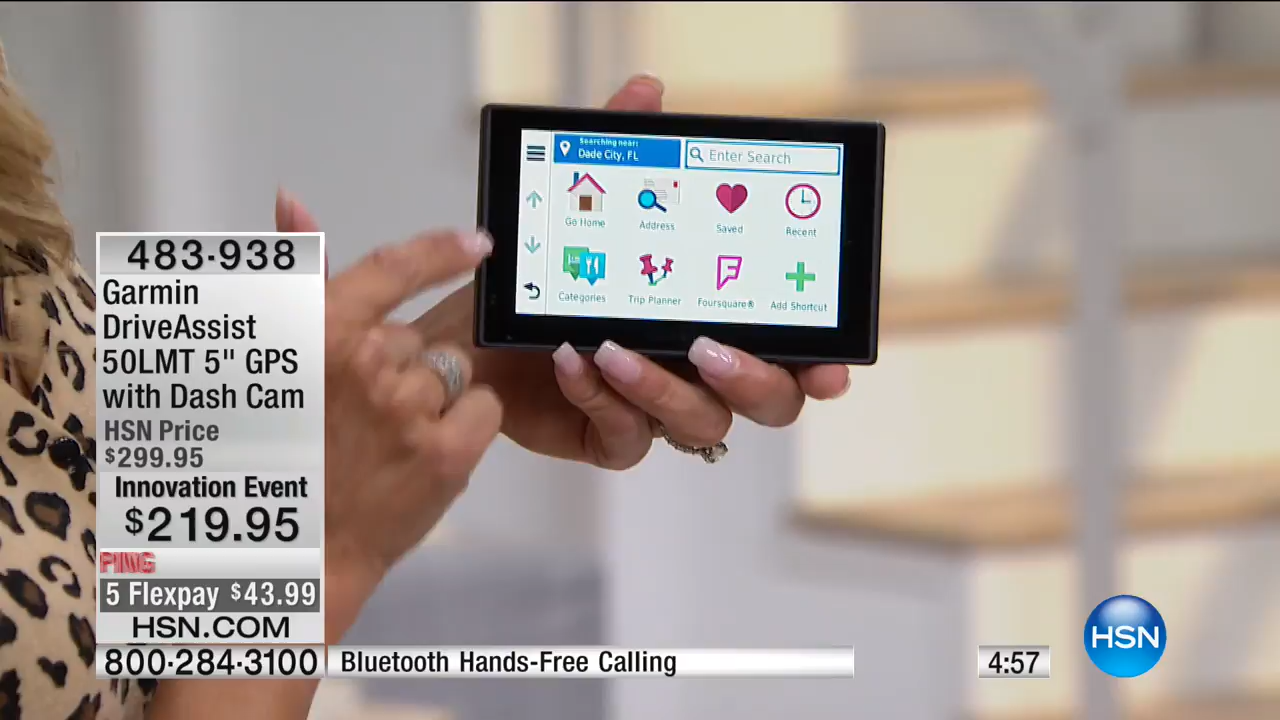 Searching near:
Dade City, FL
Enter Search
Go Home
Address
Saved
Recent
Categories
Trip Planner
Foursquare®
Add Shortcut
483-938
Garmin
DriveAssist
50LMT 5" GPS
with Dash Cam
HSN Price
$299.95
Innovation Event
$219.95
5 Flexpay $43.99
HSN.COM
800-284-3100
Bluetooth Hands-Free Calling
4:57
HSN